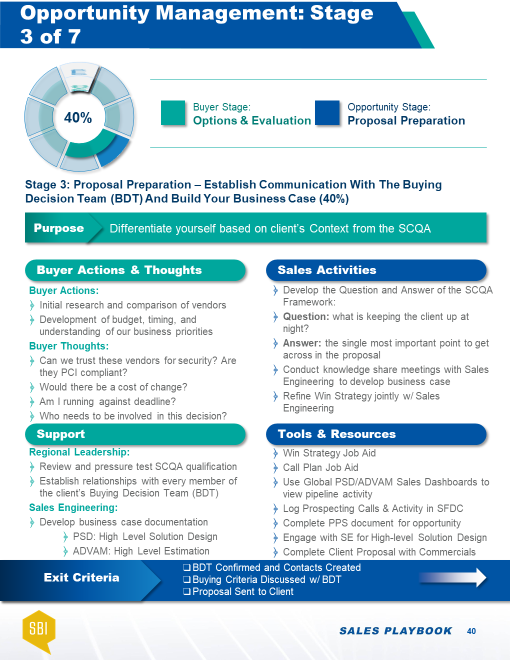 Opportunity Management: Stage
3 of 7
40%
Buyer Stage:
Options & Evaluation
Opportunity Stage:
Proposal Preparation
Stage 3: Proposal Preparation – Establish Communication With The Buying
Decision Team (BDT) And Build Your Business Case (40%)
Purpose
Differentiate yourself based on client's Context from the SCQA
Buyer Actions & Thoughts
Buyer Actions:
Initial research and comparison of vendors
Development of budget, timing, and
understanding of our business priorities
Buyer Thoughts:
Can we trust these vendors for security? Are
they PCI compliant?
Would there be a cost of change?
Am I running against deadline?
Who needs to be involved in this decision?
Sales Activities
Develop the Question and Answer of the SCQA
Framework:
Question: what is keeping the client up at
night?
Answer: the single most important point to get
across in the proposal
Conduct knowledge share meetings with Sales
Engineering to develop business case
Refine Win Strategy jointly w/ Sales
Engineering
Support
Regional Leadership:
Review and pressure test SCQA qualification
Establish relationships with every member of
the client's Buying Decision Team (BDT)
Sales Engineering:
Develop business case documentation
PSD: High Level Solution Design
ADVAM: High Level Estimation
Tools & Resources
Win Strategy Job Aid
Call Plan Job Aid
Use Global PSD/ADVAM Sales Dashboards to
view pipeline activity
Log Prospecting Calls & Activity in SFDC
Complete PPS document for opportunity
Engage with SE for High-level Solution Design
Complete Client Proposal with Commercials
Exit Criteria
❑ BDT Confirmed and Contacts Created
❑ Buying Criteria Discussed w/ BDT
❑ Proposal Sent to Client
SBI
SALES PLAYBOOK 40